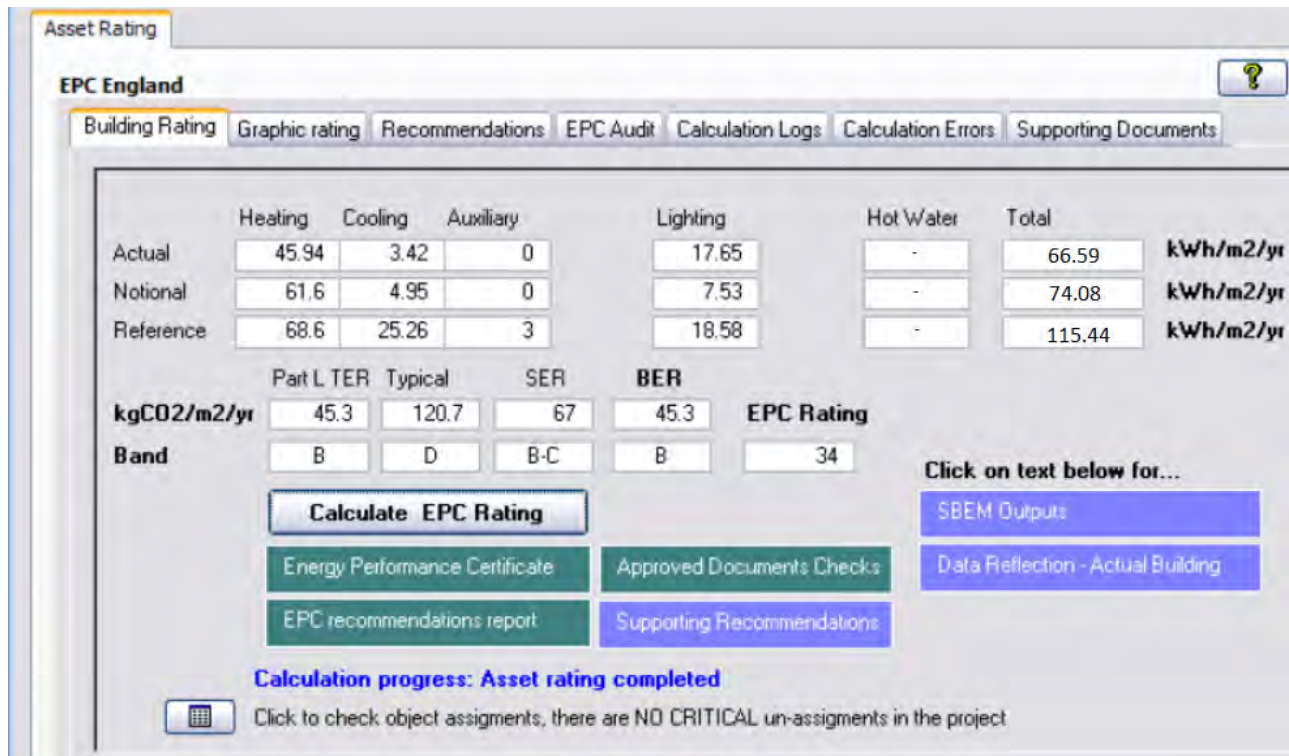 Asset Rating
EPC England
?
Building Rating Graphic rating Recommendations EPC Audit Calculation Logs Calculation Errors Supporting Documents
Heating Cooling Auxiliary Lighting Hot Water Total
Actual 45.94 3.42 0 17.65 - 66.59 kWh/m2/yr
Notional 61.6 4.95 0 7.53 - 74.08 kWh/m2/yr
Reference 68.6 25.26 3 18.58 - 115.44 kWh/m2/yr
Part L TER Typical SER BER
kgCO2/m2/yr 45.3 120.7 67 45.3 EPC Rating
Band B D B-C B 34
Click on text below for...
Calculate EPC Rating SBEM Outputs
Energy Performance Certificate Approved Documents Checks Data Reflection - Actual Building
EPC recommendations report Supporting Recommendations
Calculation progress: Asset rating completed
Click to check object assigments, there are NO CRITICAL un-assigments in the project